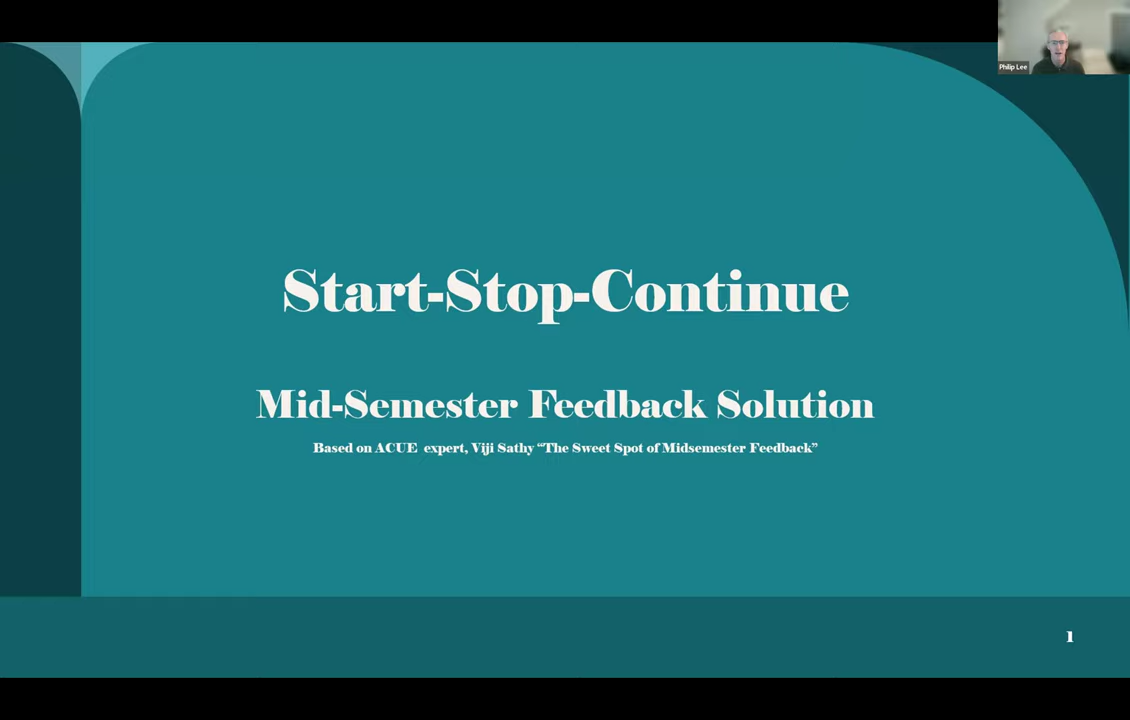 Philip Lee
Start-Stop-Continue
Mid-Semester Feedback Solution
Based on ACUE expert, Viji Sathy “The Sweet Spot of Midsemester Feedback”
1